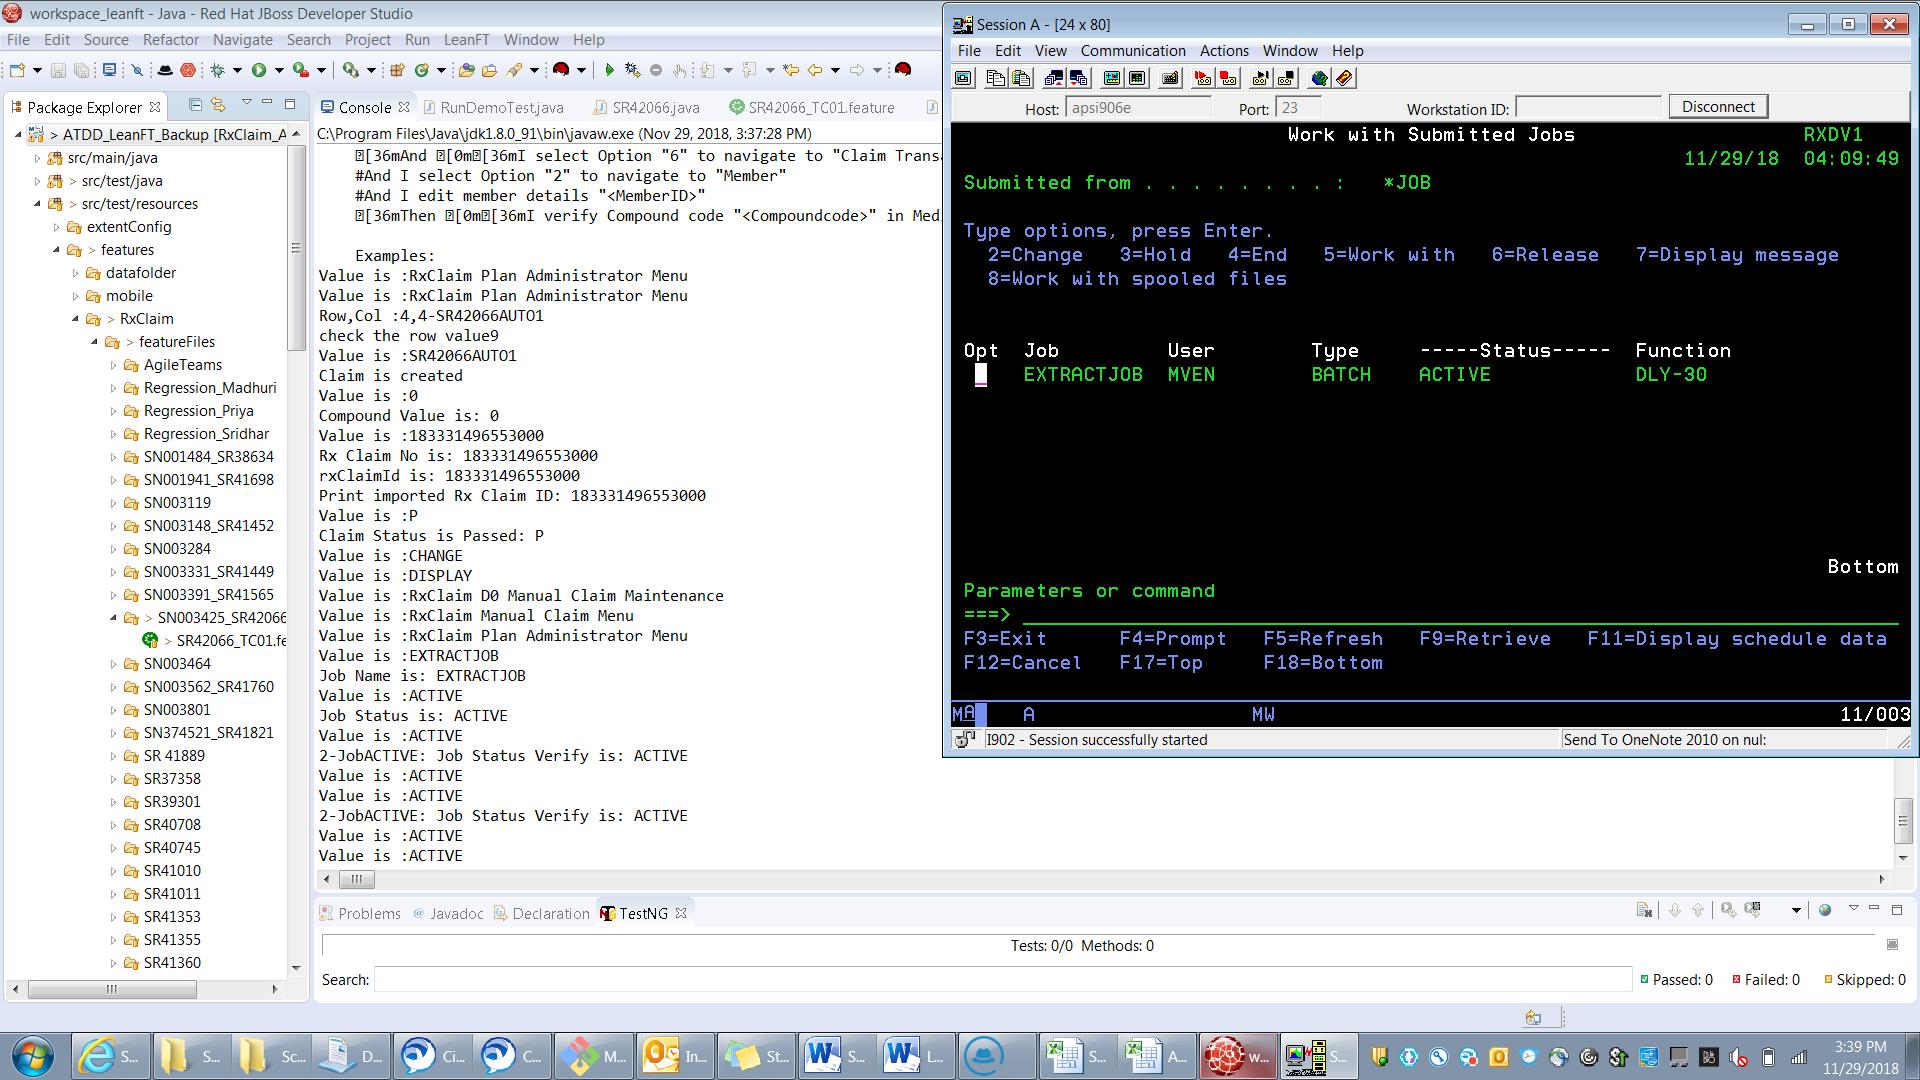 workspace_leanft - Java - Red Hat JBoss Developer Studio
File Edit Source Refactor Navigate Search Project Run LeanFT Window Help
Package Explorer
ATDD_LeanFT_Backup [RxClaim_A
src/main/java
> src/test/java
> src/test/resources
extentConfig
> features
datafolder
mobile
> RxClaim
> featureFiles
AgileTeams
Regression_Madhuri
Regression_Priya
Regression_Sridhar
SN001484_SR38634
SN001941_SR41698
SN003119
SN003148_SR41452
SN003284
SN003331_SR41449
SN003391_SR41565
> SN003425_SR42066
> SR42066_TC01.fe
SN003464
SN003562_SR41760
SN003801
SN374521_SR41821
SR 41889
SR37358
SR39301
SR40708
SR40745
SR41010
SR41011
SR41353
SR41355
SR41360
Console RunDemoTest.java SR42066.java SR42066_TC01.feature
C:\Program Files\Java\jdk1.8.0_91\bin\javaw.exe (Nov 29, 2018, 3:37:28 PM)
[36mAnd [0m[36mI select Option "6" to navigate to "Claim Transa
#And I select Option "2" to navigate to "Member"
#And I edit member details "<MemberID>"
[36mThen [0m[36mI verify Compound code "<Compoundcode>" in Med
Examples:
Value is :RxClaim Plan Administrator Menu
Value is :RxClaim Plan Administrator Menu
Row,Col :4,4-SR42066AUTO1
check the row value9
Value is :SR42066AUTO1
Claim is created
Value is :0
Compound Value is: 0
Value is :183331496553000
Rx Claim No is: 183331496553000
rxClaimId is: 183331496553000
Print imported Rx Claim ID: 183331496553000
Value is :P
Claim Status is Passed: P
Value is :CHANGE
Value is :DISPLAY
Value is :RxClaim D0 Manual Claim Maintenance
Value is :RxClaim Manual Claim Menu
Value is :RxClaim Plan Administrator Menu
Value is :EXTRACTJOB
Job Name is: EXTRACTJOB
Value is :ACTIVE
Job Status is: ACTIVE
Value is :ACTIVE
2-JobACTIVE: Job Status Verify is: ACTIVE
Value is :ACTIVE
Value is :ACTIVE
2-JobACTIVE: Job Status Verify is: ACTIVE
Value is :ACTIVE
Value is :ACTIVE
Problems @ Javadoc Declaration TestNG
Tests: 0/0 Methods: 0
Search: Passed: 0 Failed: 0 Skipped: 0
Session A - [24 x 80]
File Edit View Communication Actions Window Help
Host: apsi906e Port: 23 Workstation ID: Disconnect
Work with Submitted Jobs RXDV1
11/29/18 04:09:49
Submitted from . . . . . . . . : *JOB
Type options, press Enter.
2=Change 3=Hold 4=End 5=Work with 6=Release 7=Display message
8=Work with spooled files
Opt Job User Type -----Status----- Function
EXTRACTJOB MVEN BATCH ACTIVE DLY-30
Bottom
Parameters or command
===>
F3=Exit F4=Prompt F5=Refresh F9=Retrieve F11=Display schedule data
F12=Cancel F17=Top F18=Bottom
MA A MW 11/003
I902 - Session successfully started Send To OneNote 2010 on nul:
S... S... Sc... D... Ci... C... M... In... St... S... L... S... A... w... S...
3:39 PM
11/29/2018